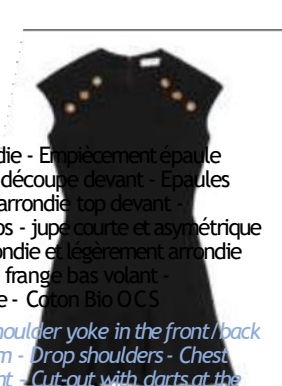 die - Empiècement épaule
découpe devant - Epaules
arrondie top devant -
os - jupe courte et asymétrique
ondie et légèrement arrondie
frange bas volant -
e - Coton Bio OCS
houlder yoke in the front/back
m - Drop shoulders - Chest
nt - Cut-out with darts at the